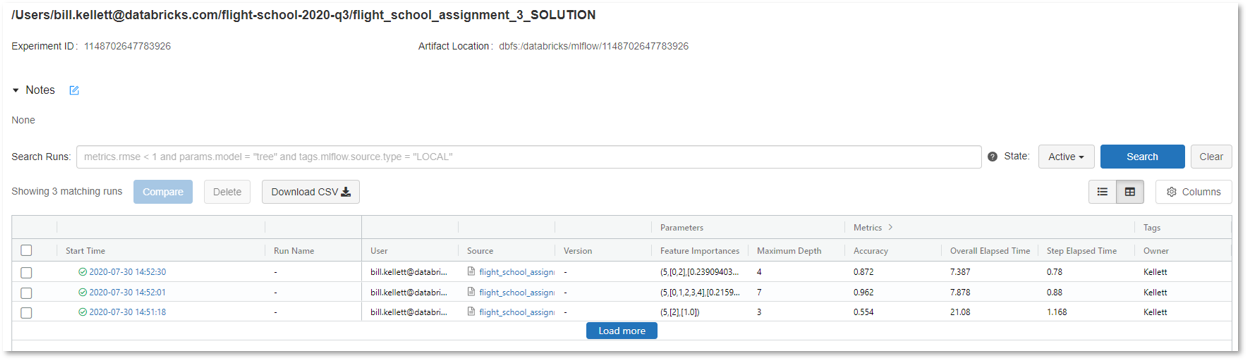 /Users/bill.kellett@databricks.com/flight-school-2020-q3/flight_school_assignment_3_SOLUTION
Experiment ID: 1148702647783926 Artifact Location: dbfs:/databricks/mlflow/1148702647783926
Notes
None
Search Runs: metrics.rmse < 1 and params.model = "tree" and tags.mlflow.source.type = "LOCAL" ? State: Active Search Clear
Showing 3 matching runs Compare Delete Download CSV Columns
Parameters Metrics > Tags
Start Time Run Name User Source Version Feature Importances Maximum Depth Accuracy Overall Elapsed Time Step Elapsed Time Owner
2020-07-30 14:52:30 - bill.kellett@databri... flight_school_assign - (5,[0,2],[0.23909403... 4 0.872 7.387 0.78 Kellett
2020-07-30 14:52:01 - bill.kellett@databri... flight_school_assign - (5,[0,1,2,3,4],[0.2159... 7 0.962 7.878 0.88 Kellett
2020-07-30 14:51:18 - bill.kellett@databri... flight_school_assign - (5,[2],[1.0]) 3 0.554 21.08 1.168 Kellett
Load more